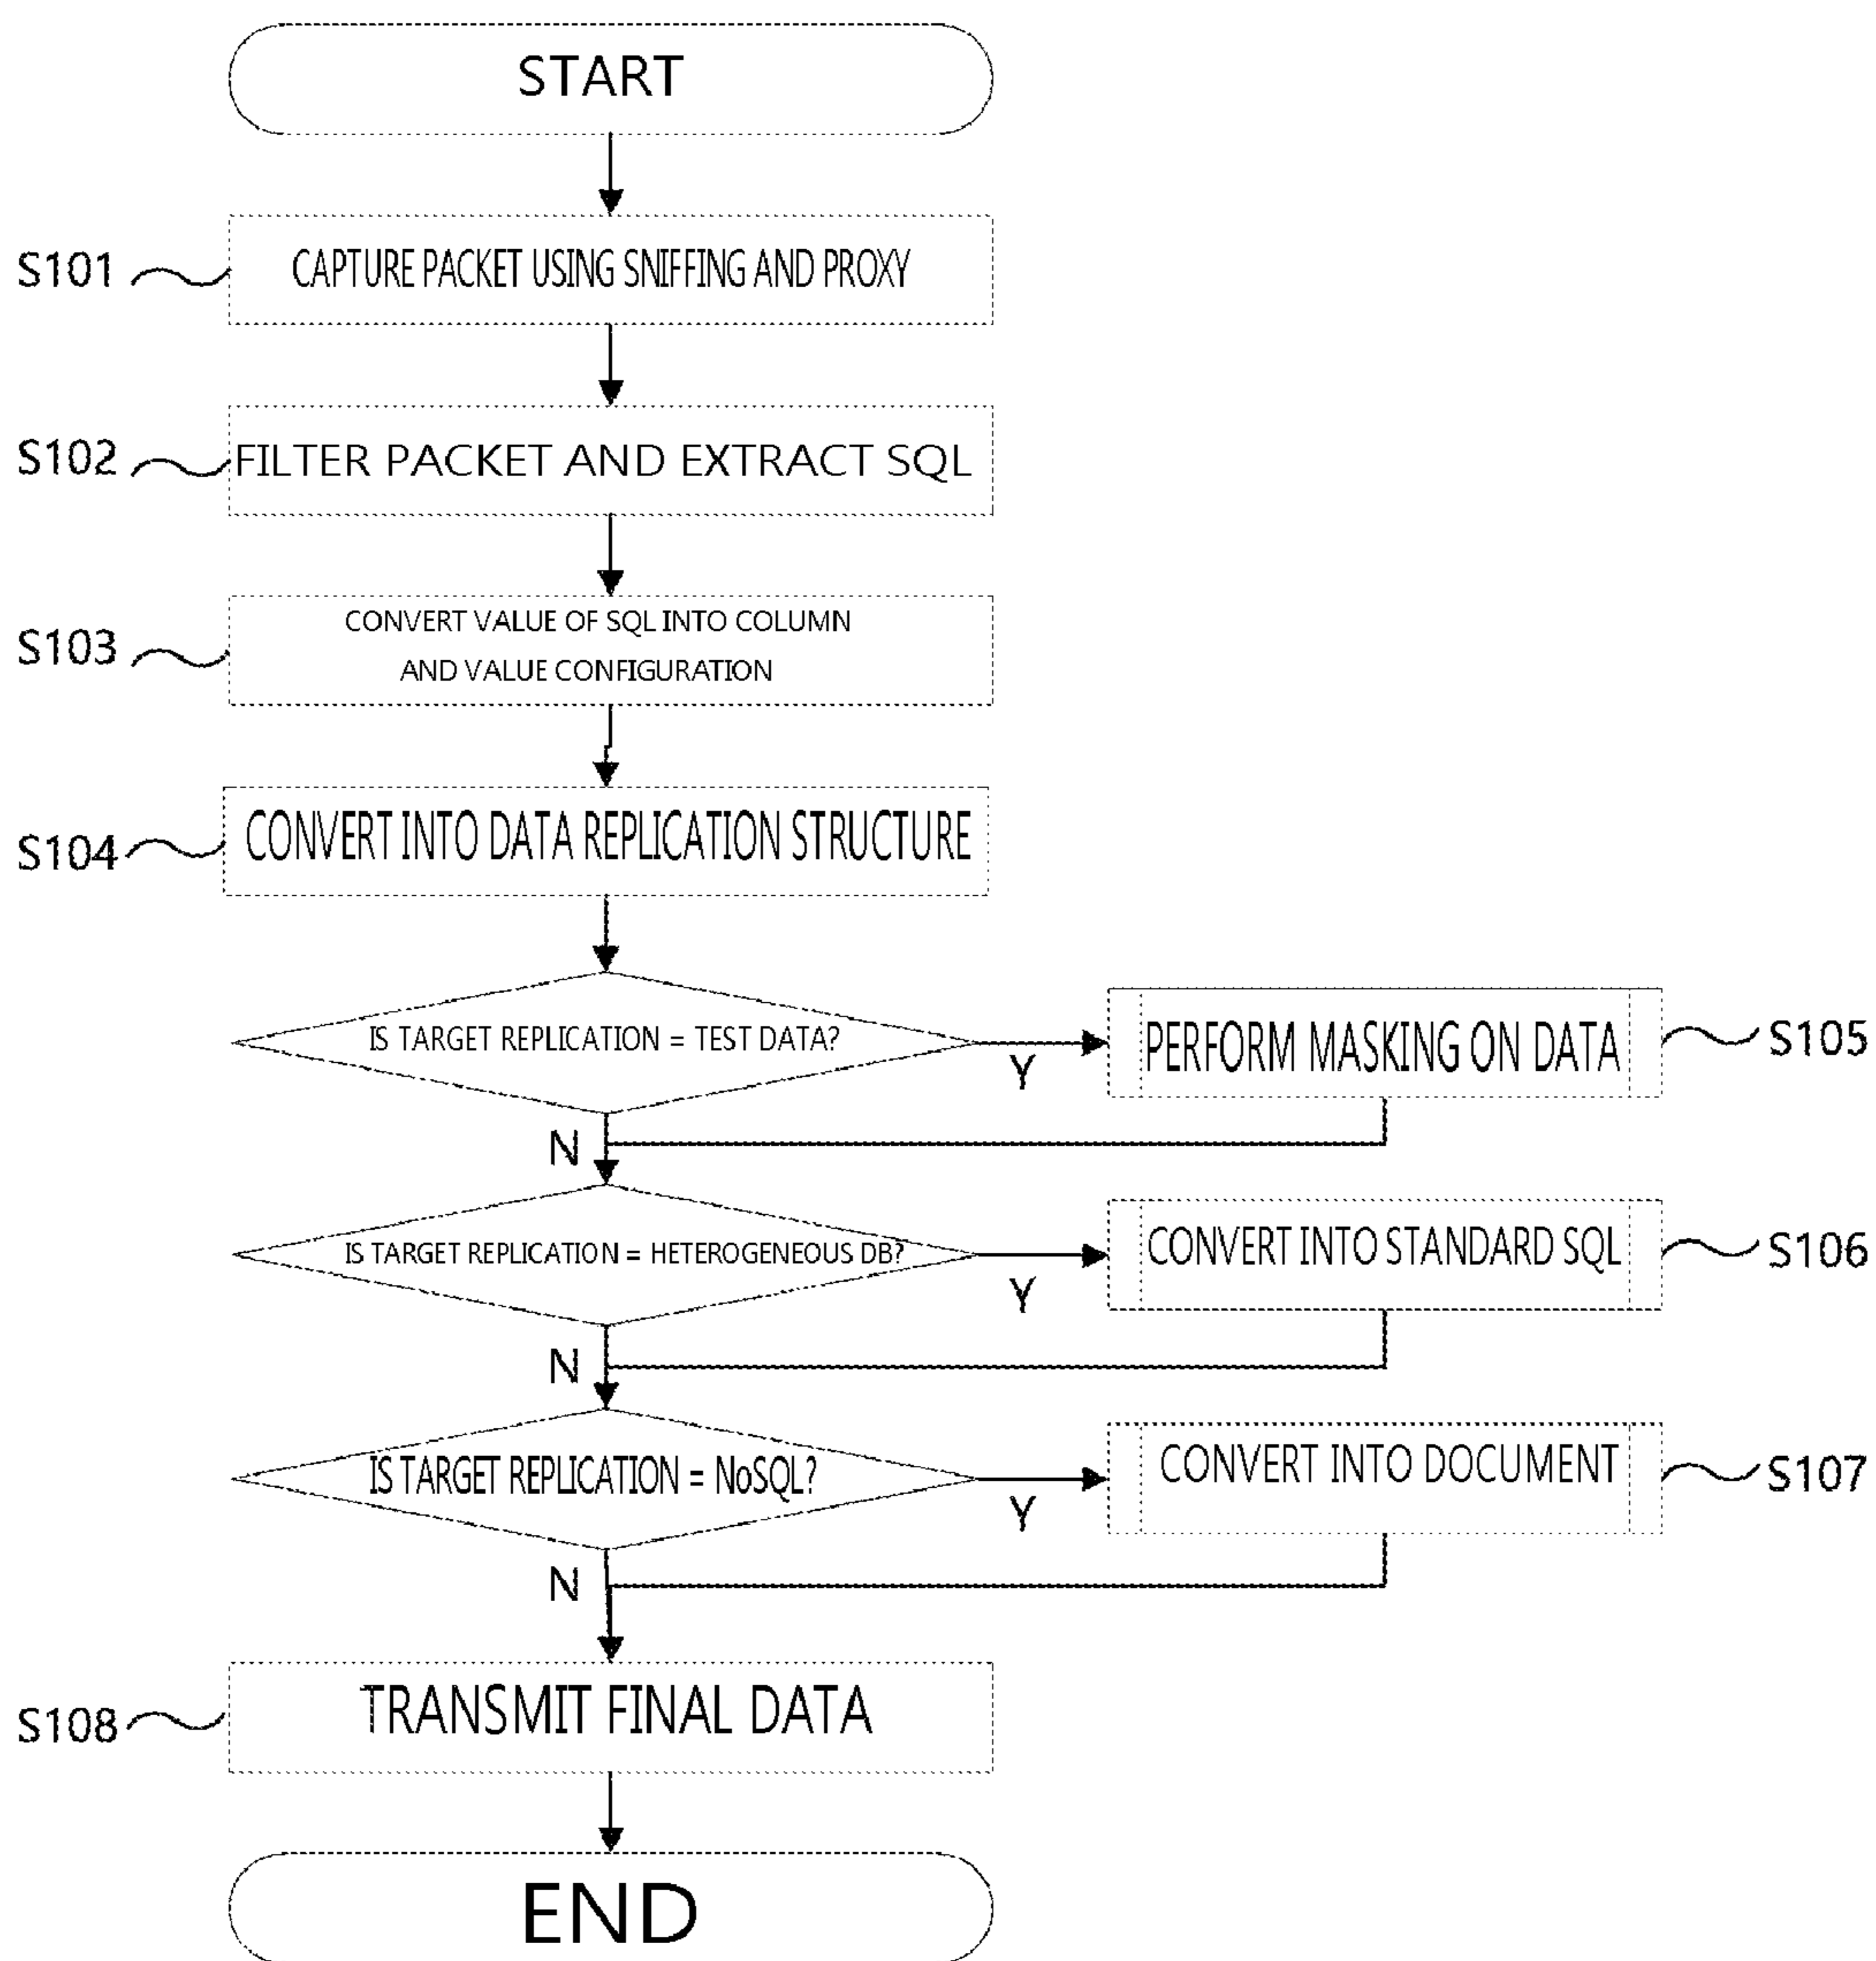 START
S101
CAPTURE PACKET USING SNIFFING AND PROXY
S102
FILTER PACKET AND EXTRACT SQL
S103
CONVERT VALUE OF SQL INTO COLUMN
AND VALUE CONFIGURATION
S104
CONVERT INTO DATA REPLICATION STRUCTURE
IS TARGET REPLICATION = TEST DATA?
Y
PERFORM MASKING ON DATA
S105
N
IS TARGET REPLICATION = HETEROGENEOUS DB?
Y
CONVERT INTO STANDARD SQL
S106
N
IS TARGET REPLICATION = NoSQL?
Y
CONVERT INTO DOCUMENT
S107
N
S108
TRANSMIT FINAL DATA
END